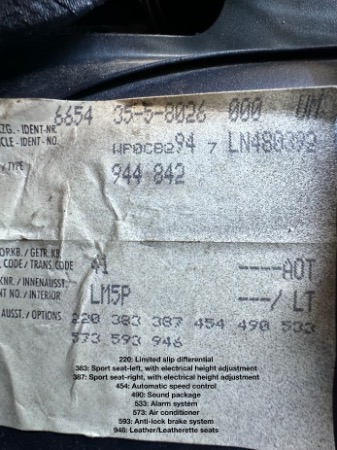 6654 35-5-8026 000
ZG. - IDENT-NR.
CLE - IDENT - NO. WP0CB294 7 LN480392
TYPE 944 842
ORKB. / GETR. KB.
CODE / TRANS. CODE 41 ----AOT
KNR. / INNENAUSST.
NT NO. / INTERIOR LM5P ---/ LT
AUSST. / OPTIONS 220 383 387 454 490 533
573 593 946
220: Limited slip differential
383: Sport seat-left, with electrical height adjustment
387: Sport seat-right, with electrical height adjustment
454: Automatic speed control
490: Sound package
533: Alarm system
573: Air conditioner
593: Anti-lock brake system
946: Leather/Leatherette seats